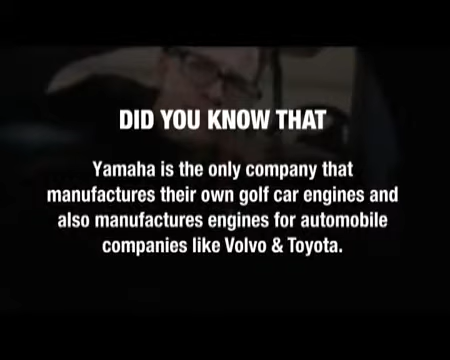 DID YOU KNOW THAT
Yamaha is the only company that
manufactures their own golf car engines and
also manufactures engines for automobile
companies like Volvo & Toyota.